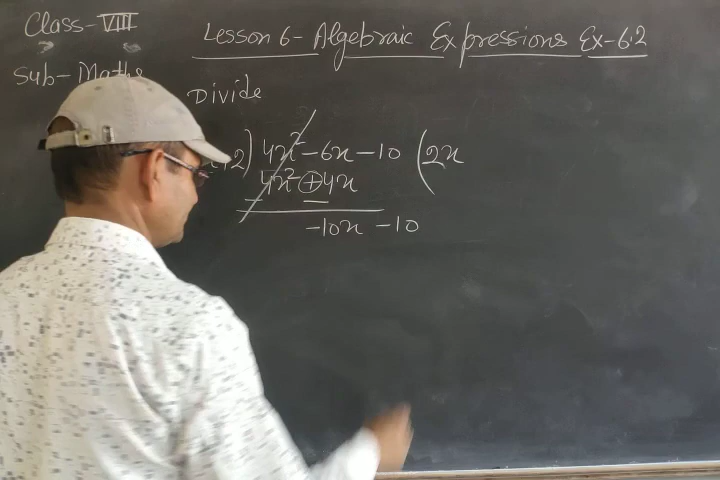 Class-VIII
Lesson 6- Algebraic Expressions Ex-6.2
Sub- Maths
Divide
+2) 4x² -6x -10 (2x
4x² + 4x
-
-10x -10